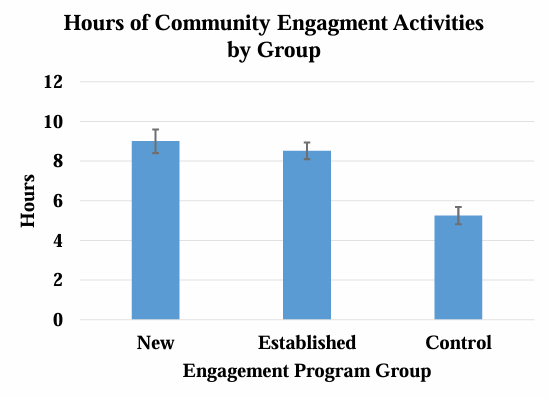 Hours of Community Engagment Activities
by Group
12
10
8
6
4
2
0
Hours
New Established Control
Engagement Program Group